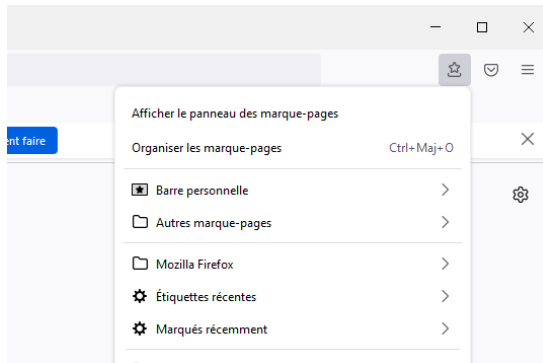 ent faire
Afficher le panneau des marque-pages
Organiser les marque-pages Ctrl+Maj+O
Barre personnelle
Autres marque-pages
Mozilla Firefox
Étiquettes récentes
Marqués récemment